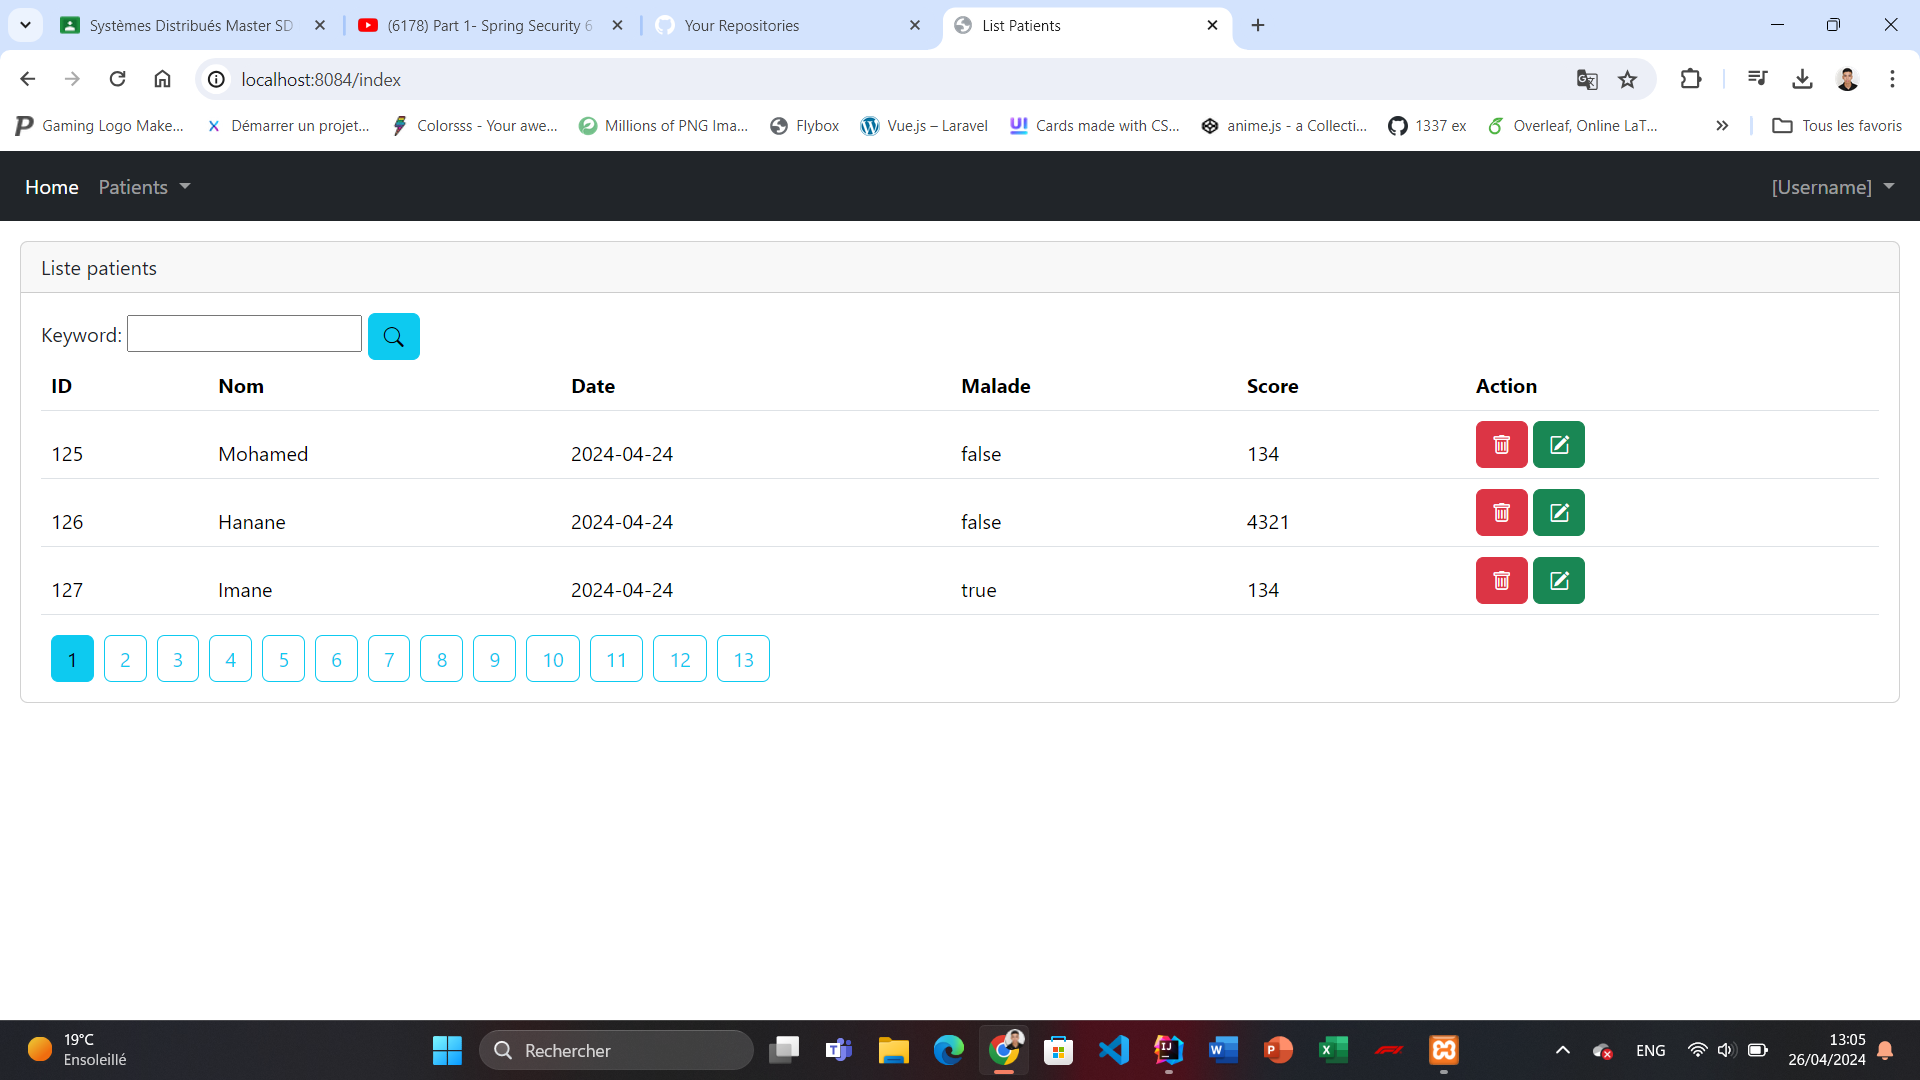 Systèmes Distribués Master SD
(6178) Part 1- Spring Security 6
Your Repositories
List Patients
localhost:8084/index
Gaming Logo Make...
Démarrer un projet...
Colorsss - Your awe...
Millions of PNG Ima...
Flybox
Vue.js – Laravel
Cards made with CS...
anime.js - a Collecti...
1337 ex
Overleaf, Online LaT...
Tous les favoris
Home Patients [Username]
Liste patients
Keyword:
ID Nom Date Malade Score Action
125 Mohamed 2024-04-24 false 134
126 Hanane 2024-04-24 false 4321
127 Imane 2024-04-24 true 134
1 2 3 4 5 6 7 8 9 10 11 12 13
19°C
Ensoleillé
Rechercher
ENG
13:05
26/04/2024